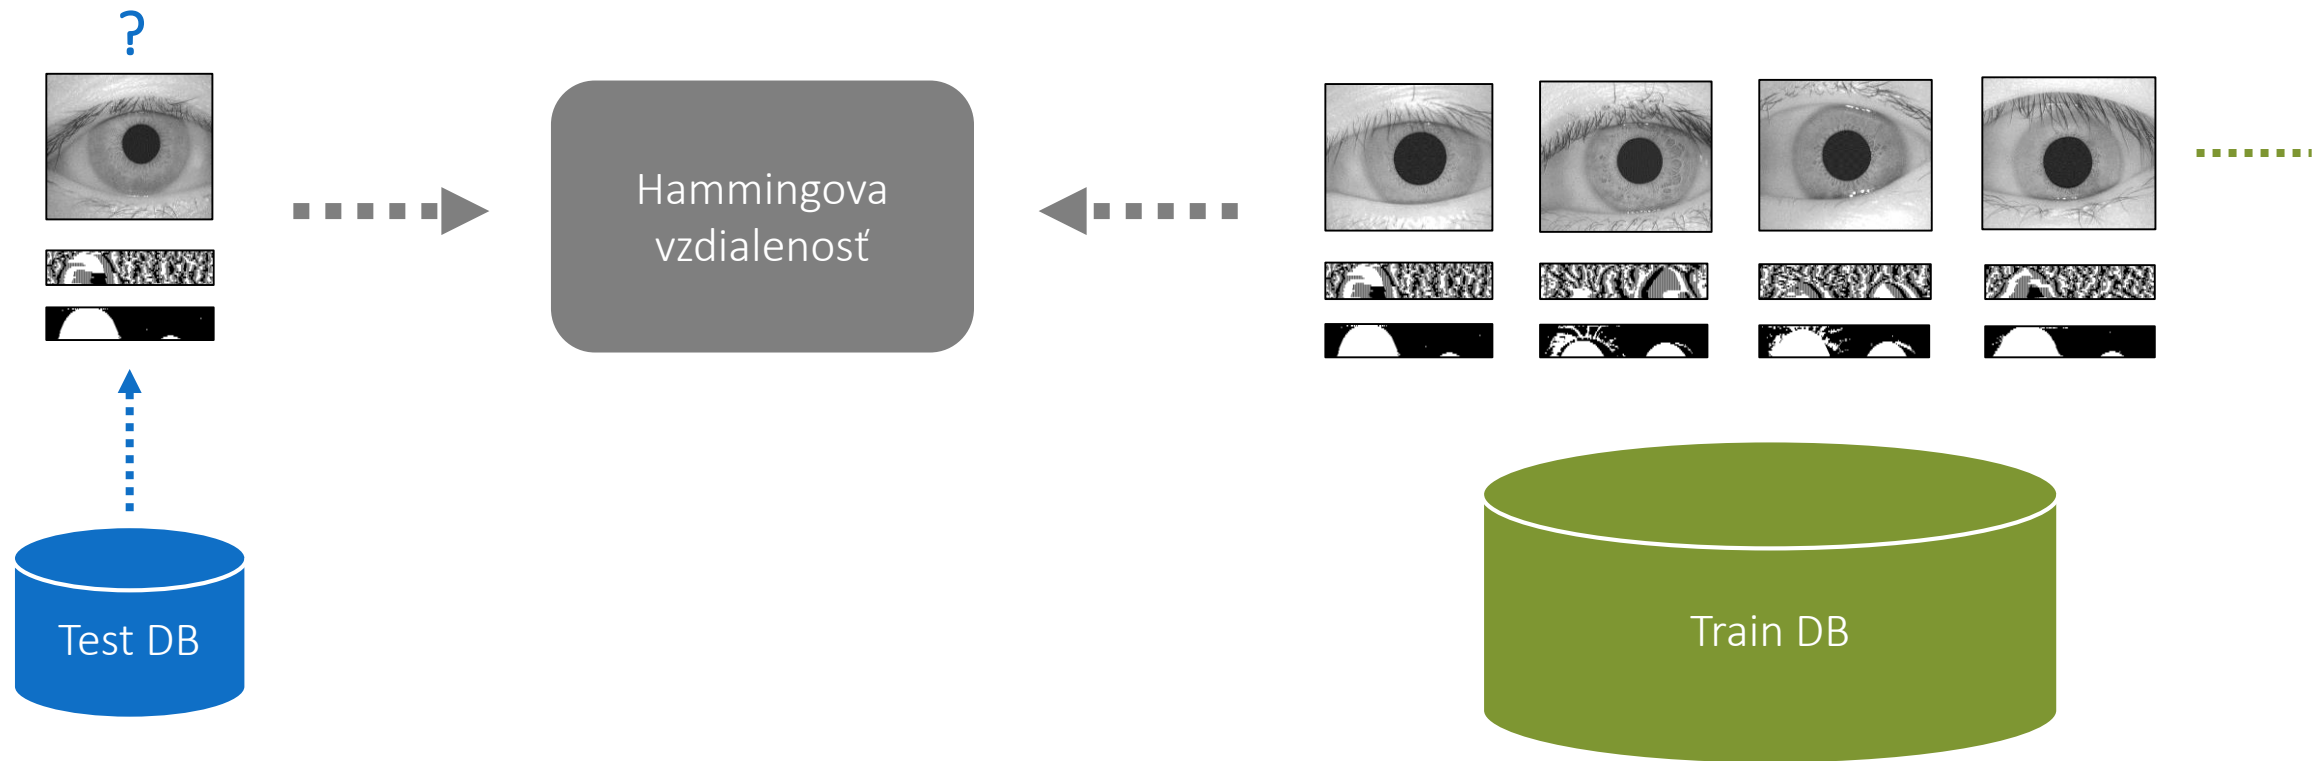 ?
Hammingova
vzdialenosť
Test DB
Train DB